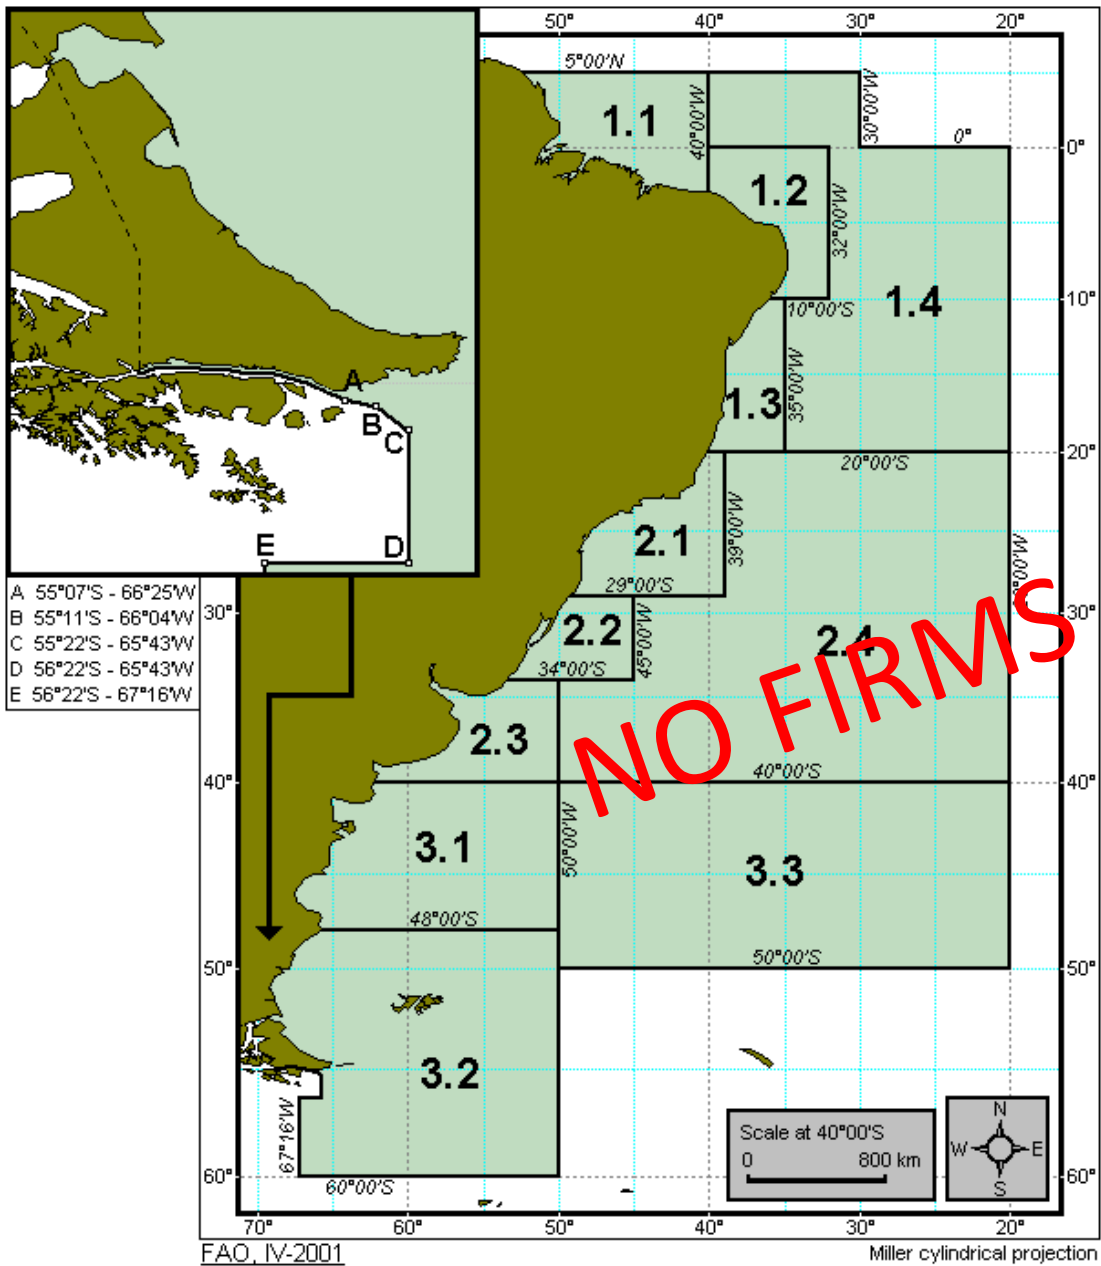 50° 40° 30° 20°
5°00'N
1.1
40°00'W
30°00'W
0°
0°
1.2
32°00'W
1.4
10°
10°00'S
1.3
35°00'W
20°
20°00'S
A
B
C
D
E
2.1
39°00'W
29°00'S
A 55°07'S - 66°25'W
B 55°11'S - 66°04'W
C 55°22'S - 65°43'W
D 56°22'S - 65°43'W
E 56°22'S - 67°16'W
30°
30°
2.2
45°00'W
34°00'S
2.4
NO FIRMS
2.3
40°
40°00'S
40°
3.1
50°00'W
3.3
48°00'S
50°
50°00'S
50°
3.2
67°16'W
60°
60°00'S
60°
Scale at 40°00'S
0 800 km
N
W E
S
70° 60° 50° 40° 30° 20°
FAO, IV-2001
Miller cylindrical projection